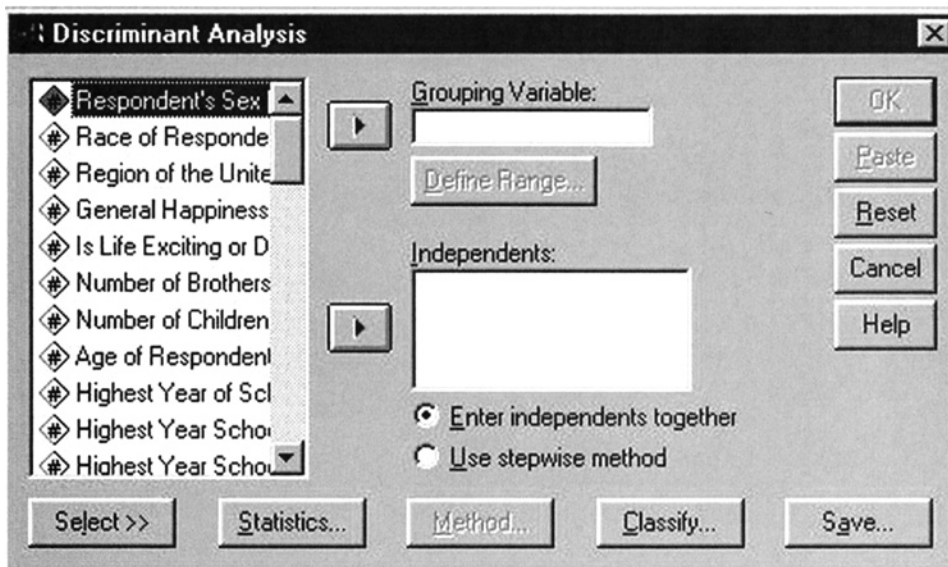 Discriminant Analysis
# Respondent's Sex
# Race of Responde
# Region of the Unite
# General Happiness
# Is Life Exciting or D
# Number of Brothers
# Number of Children
# Age of Respondent
# Highest Year of Scl
# Highest Year Schoo
# Highest Year Schoo
Grouping Variable:
Define Range...
Independents:
Enter independents together
Use stepwise method
OK
Paste
Reset
Cancel
Help
Select >>
Statistics...
Method...
Classify...
Save...